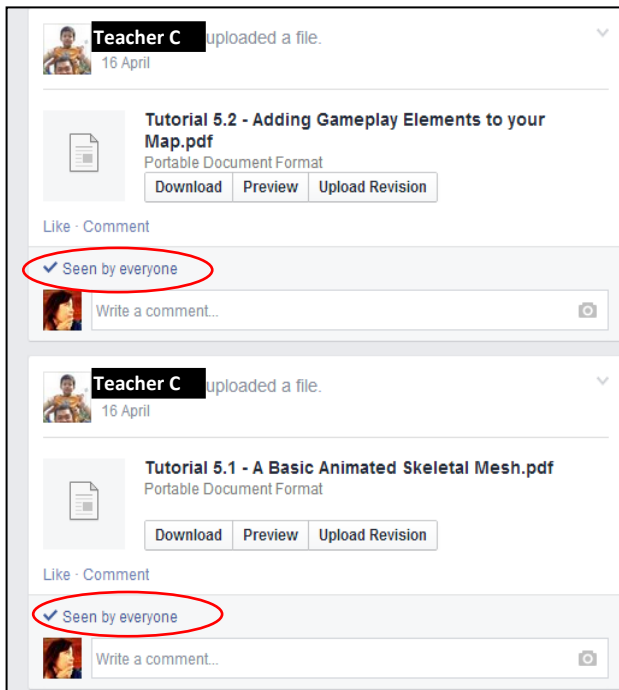 Teacher C uploaded a file.
16 April
Tutorial 5.2 - Adding Gameplay Elements to your
Map.pdf
Portable Document Format
Download Preview Upload Revision
Like · Comment
✓ Seen by everyone
Write a comment...
Teacher C uploaded a file.
16 April
Tutorial 5.1 - A Basic Animated Skeletal Mesh.pdf
Portable Document Format
Download Preview Upload Revision
Like · Comment
✓ Seen by everyone
Write a comment...